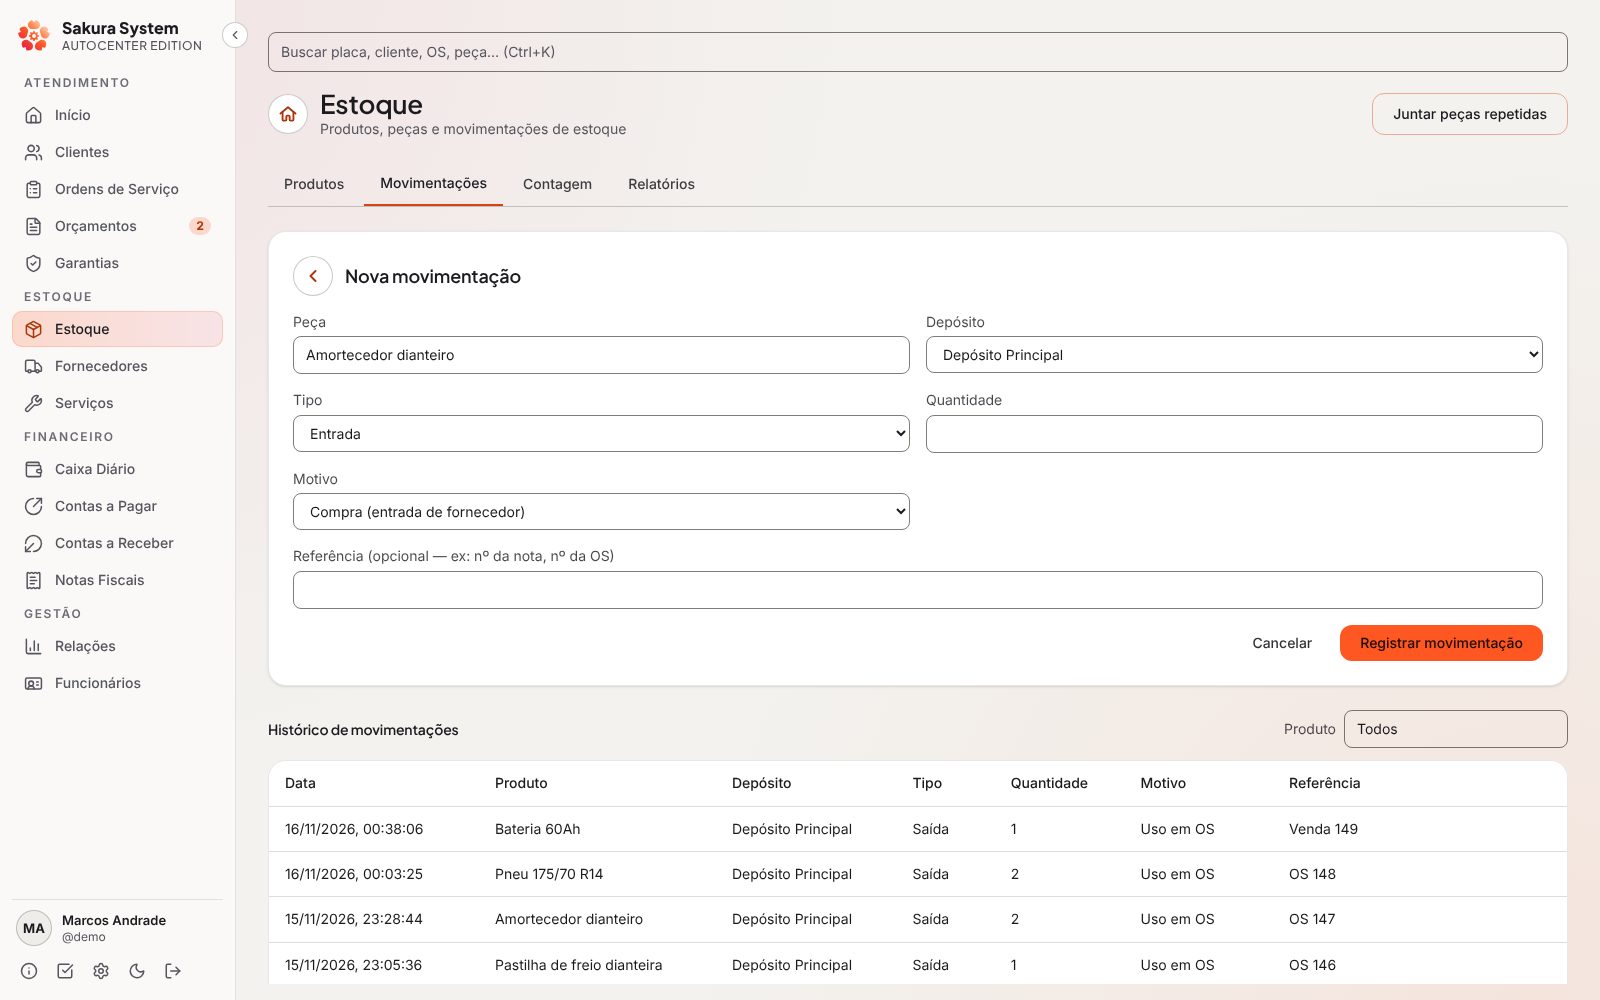 Sakura System
AUTOCENTER EDITION
ATENDIMENTO
Início
Clientes
Ordens de Serviço
Orçamentos 2
Garantias
ESTOQUE
Estoque
Fornecedores
Serviços
FINANCEIRO
Caixa Diário
Contas a Pagar
Contas a Receber
Notas Fiscais
GESTÃO
Relações
Funcionários
MA
Marcos Andrade
@demo
Buscar placa, cliente, OS, peça... (Ctrl+K)
Estoque
Produtos, peças e movimentações de estoque
Juntar peças repetidas
Produtos Movimentações Contagem Relatórios
Nova movimentação
Peça Depósito
Amortecedor dianteiro Depósito Principal
Tipo Quantidade
Entrada
Motivo
Compra (entrada de fornecedor)
Referência (opcional — ex: nº da nota, nº da OS)
Cancelar Registrar movimentação
Histórico de movimentações Produto Todos
Data Produto Depósito Tipo Quantidade Motivo Referência
16/11/2026, 00:38:06 Bateria 60Ah Depósito Principal Saída 1 Uso em OS Venda 149
16/11/2026, 00:03:25 Pneu 175/70 R14 Depósito Principal Saída 2 Uso em OS OS 148
15/11/2026, 23:28:44 Amortecedor dianteiro Depósito Principal Saída 2 Uso em OS OS 147
15/11/2026, 23:05:36 Pastilha de freio dianteira Depósito Principal Saída 1 Uso em OS OS 146